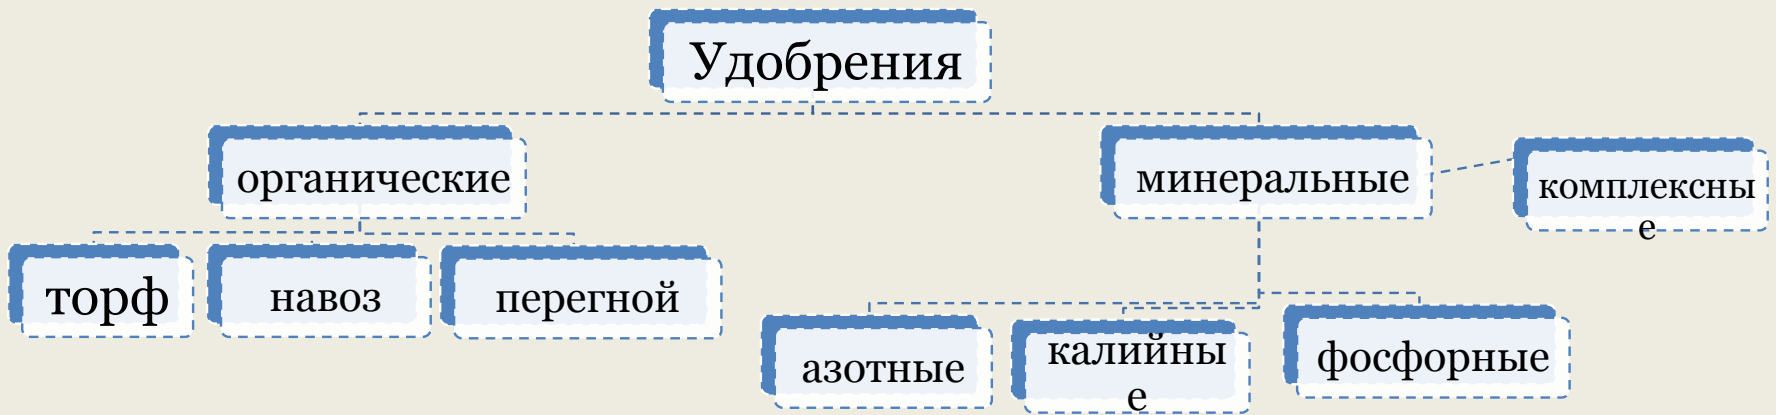 Удобрения
органические
минеральные
комплексны
е
торф
навоз
перегной
азотные
калийны
е
фосфорные